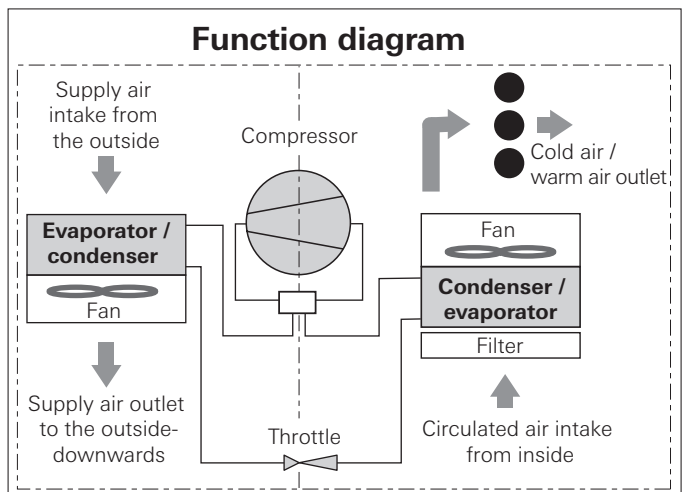 Function diagram
Supply air
intake from
the outside
Compressor
Cold air /
warm air outlet
Evaporator /
condenser
Fan
Fan
Condenser /
evaporator
Filter
Supply air outlet
to the outside-
downwards
Throttle
Circulated air intake
from inside